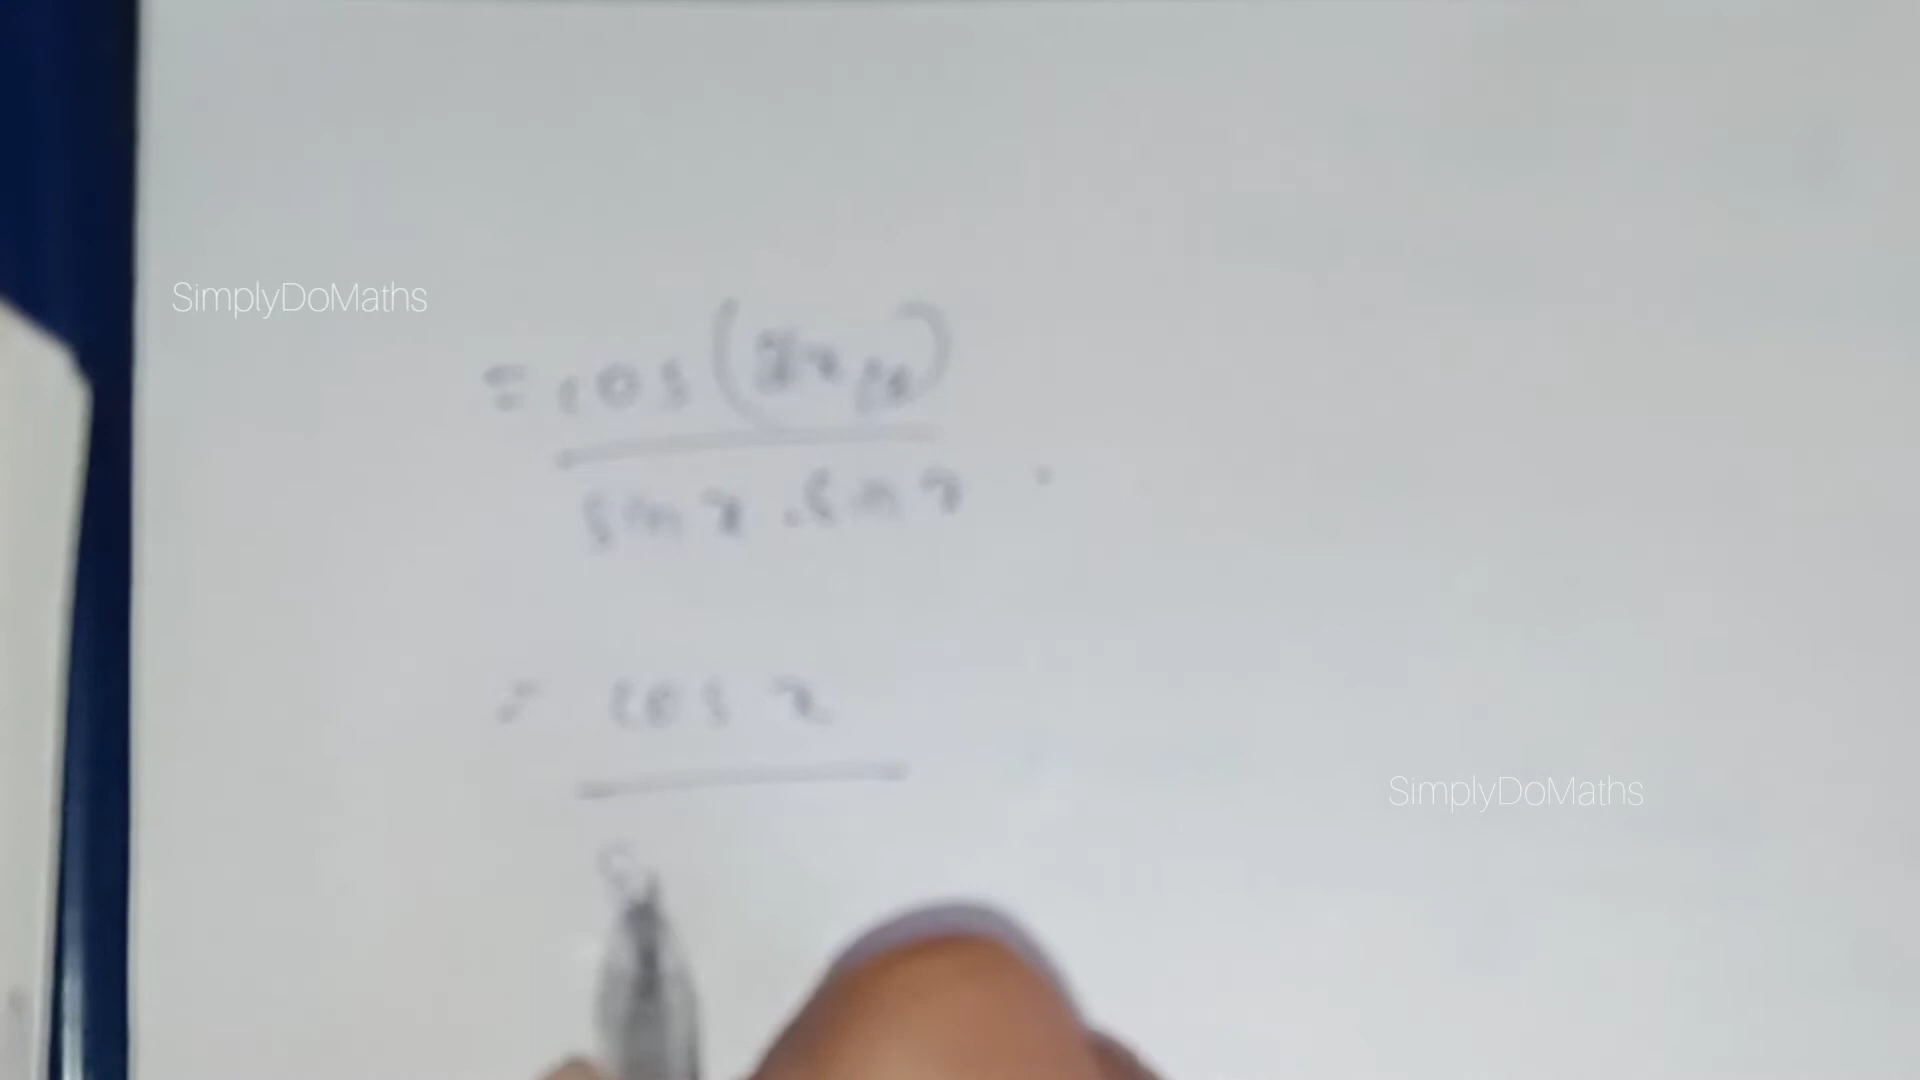 SimplyDoMaths
= cos
sin x . sin x
= cos x
SimplyDoMaths